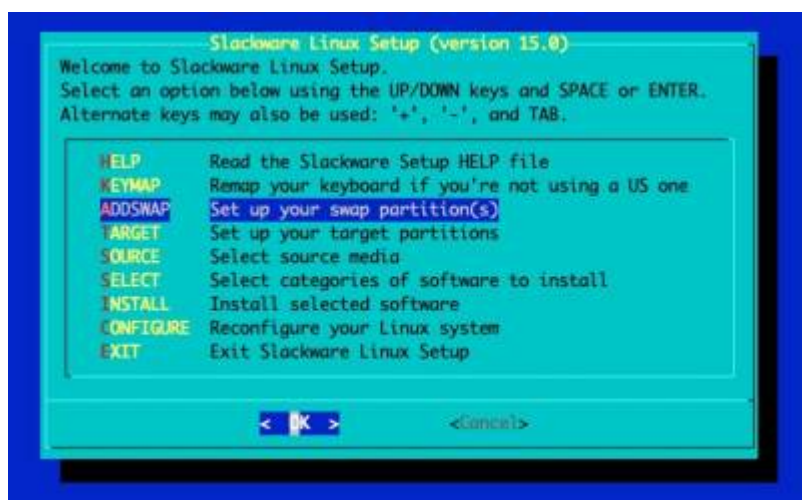 Slackware Linux Setup (version 15.0)
Welcome to Slackware Linux Setup.
Select an option below using the UP/DOWN keys and SPACE or ENTER.
Alternate keys may also be used: '+', '-', and TAB.
HELP Read the Slackware Setup HELP file
KEYMAP Remap your keyboard if you're not using a US one
ADDSWAP Set up your swap partition(s)
TARGET Set up your target partitions
SOURCE Select source media
SELECT Select categories of software to install
INSTALL Install selected software
CONFIGURE Reconfigure your Linux system
EXIT Exit Slackware Linux Setup
< OK > <Cancel>